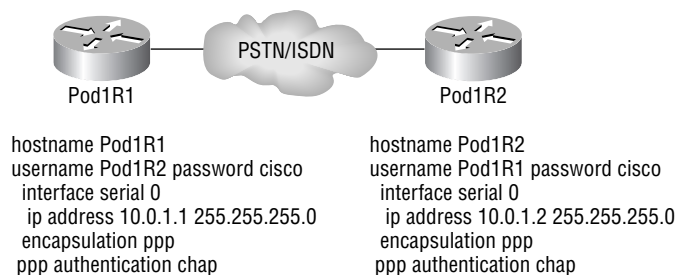 PSTN/ISDN
Pod1R1
Pod1R2
hostname Pod1R1
username Pod1R2 password cisco
interface serial 0
ip address 10.0.1.1 255.255.255.0
encapsulation ppp
ppp authentication chap
hostname Pod1R2
username Pod1R1 password cisco
interface serial 0
ip address 10.0.1.2 255.255.255.0
encapsulation ppp
ppp authentication chap